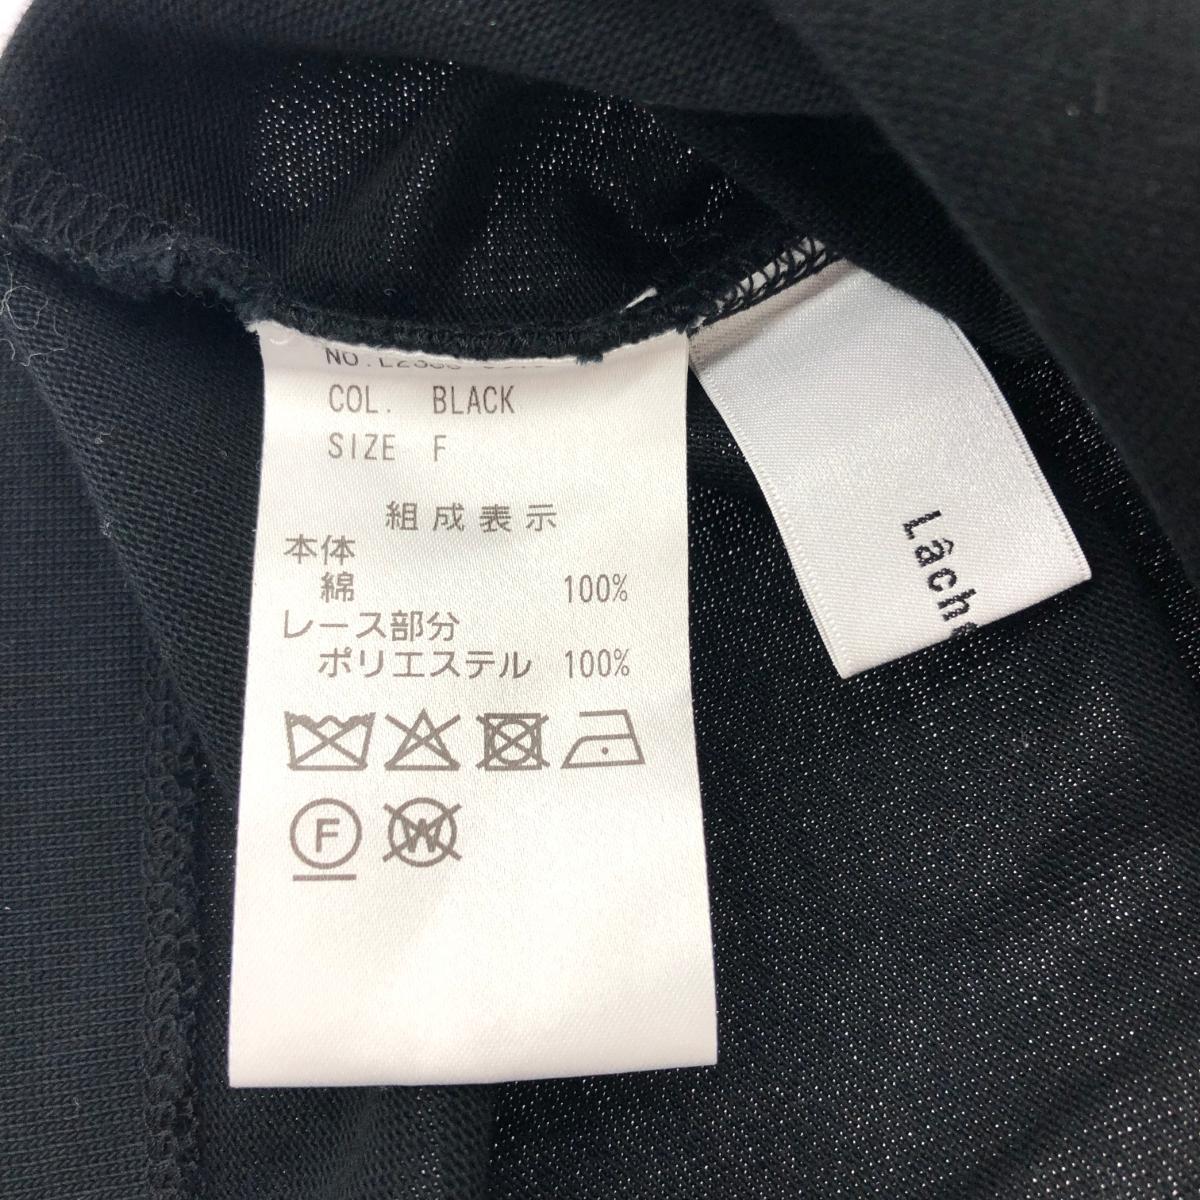 COL. BLACK
SIZE F
組成表示
本体
綿 100%
レース部分
ポリエステル 100%
F
W